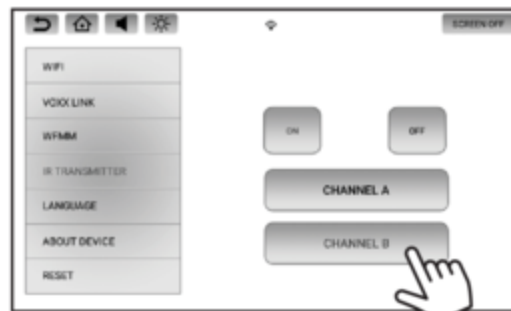 SCREEN OFF
WIFI
VOXX LINK
WFMM
IR TRANSMITTER
LANGUAGE
ABOUT DEVICE
RESET
ON
OFF
CHANNEL A
CHANNEL B